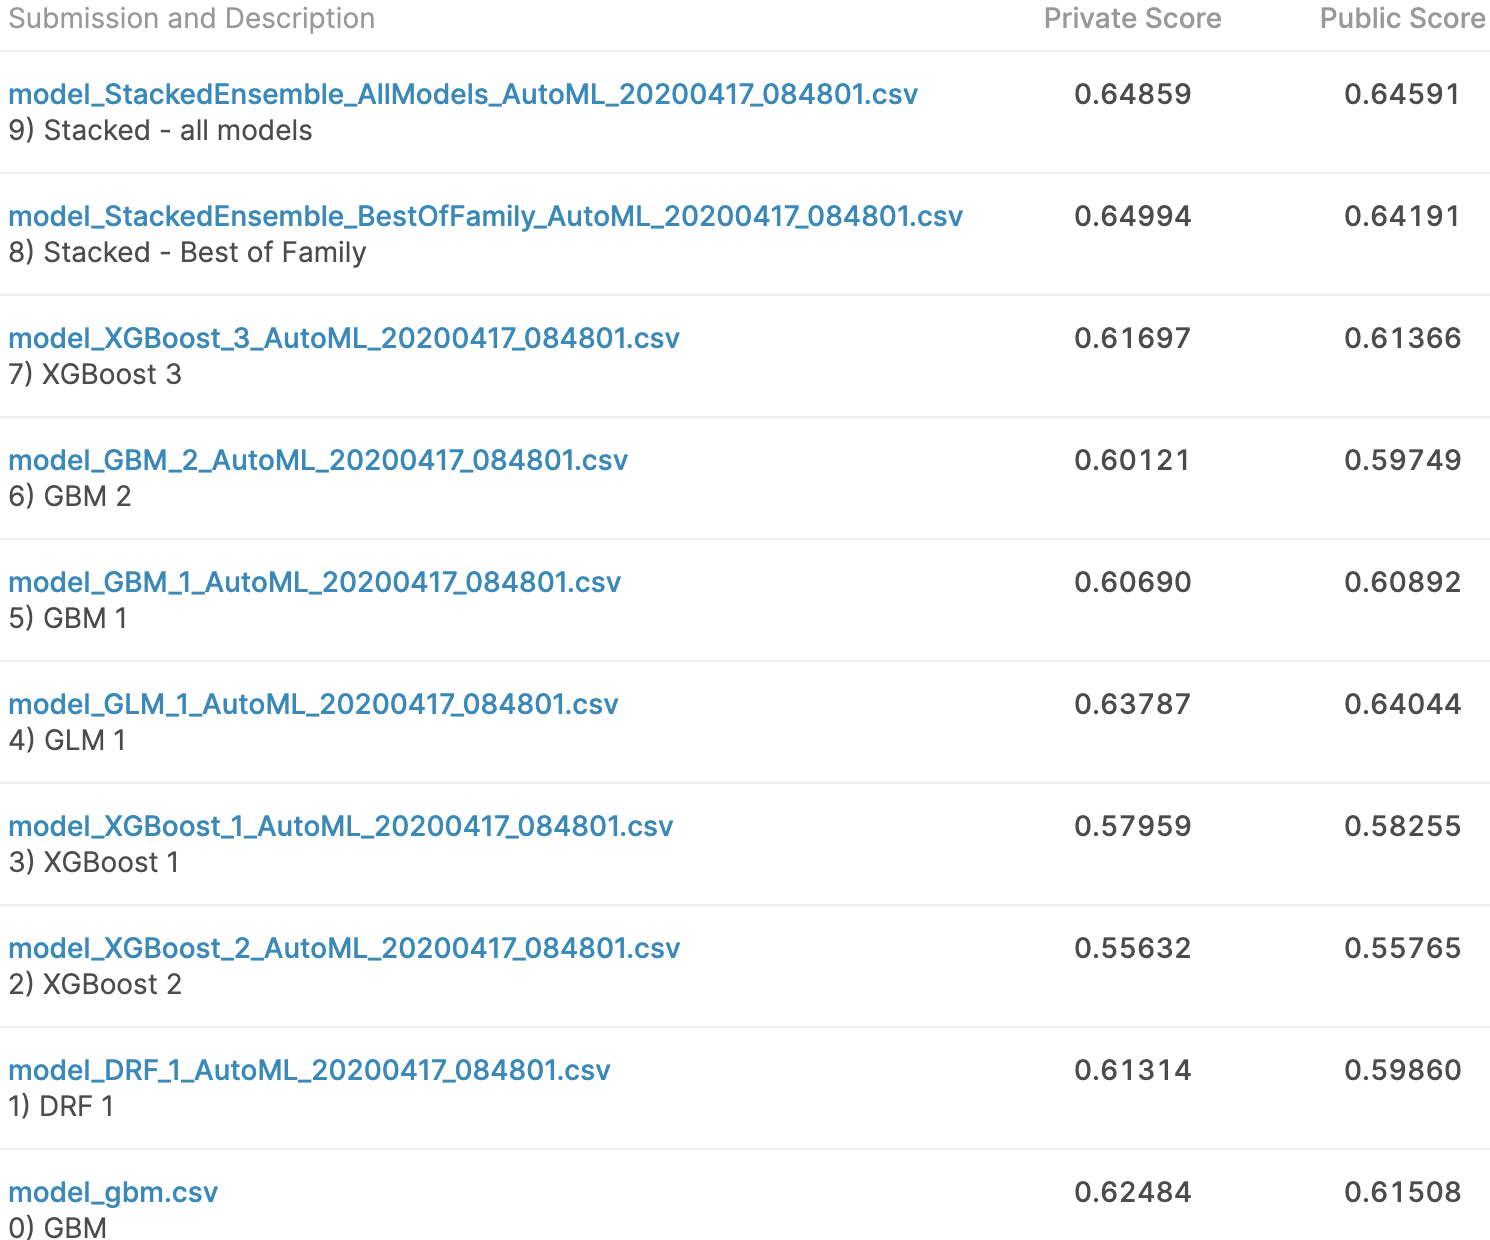 Submission and Description Private Score Public Score
model_StackedEnsemble_AllModels_AutoML_20200417_084801.csv 0.64859 0.64591
9) Stacked - all models
model_StackedEnsemble_BestOfFamily_AutoML_20200417_084801.csv 0.64994 0.64191
8) Stacked - Best of Family
model_XGBoost_3_AutoML_20200417_084801.csv 0.61697 0.61366
7) XGBoost 3
model_GBM_2_AutoML_20200417_084801.csv 0.60121 0.59749
6) GBM 2
model_GBM_1_AutoML_20200417_084801.csv 0.60690 0.60892
5) GBM 1
model_GLM_1_AutoML_20200417_084801.csv 0.63787 0.64044
4) GLM 1
model_XGBoost_1_AutoML_20200417_084801.csv 0.57959 0.58255
3) XGBoost 1
model_XGBoost_2_AutoML_20200417_084801.csv 0.55632 0.55765
2) XGBoost 2
model_DRF_1_AutoML_20200417_084801.csv 0.61314 0.59860
1) DRF 1
model_gbm.csv 0.62484 0.61508
0) GBM